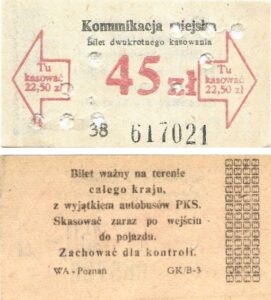 Komunikacja miejska
Bilet dwukrotnego kasowania
Tu
kasować
22,50 zł
45 zł
Tu
kasować
22,50 zł
38 617021
Bilet ważny na terenie
całego kraju,
z wyjątkiem autobusów PKS.
Skasować zaraz po wejściu
do pojazdu.
Zachować dla kontroli.
WA - Poznań GK/B-3